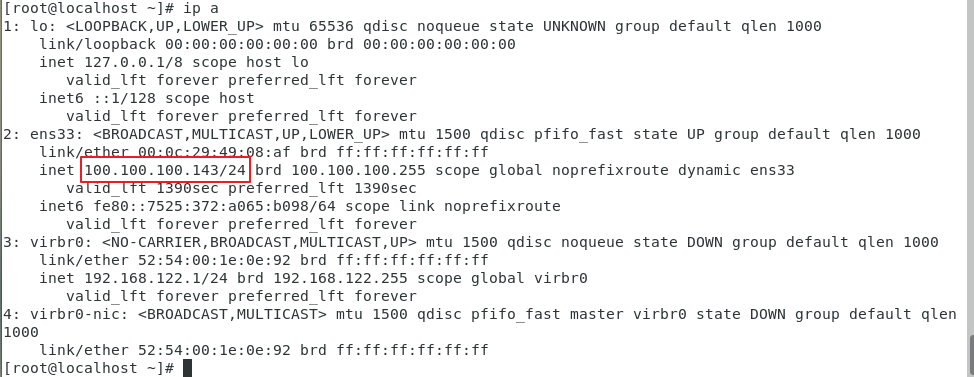 [root@localhost ~]# ip a
1: lo: <LOOPBACK,UP,LOWER_UP> mtu 65536 qdisc noqueue state UNKNOWN group default qlen 1000
    link/loopback 00:00:00:00:00:00 brd 00:00:00:00:00:00
    inet 127.0.0.1/8 scope host lo
       valid_lft forever preferred_lft forever
    inet6 ::1/128 scope host
       valid_lft forever preferred_lft forever
2: ens33: <BROADCAST,MULTICAST,UP,LOWER_UP> mtu 1500 qdisc pfifo_fast state UP group default qlen 1000
    link/ether 00:0c:29:49:08:af brd ff:ff:ff:ff:ff:ff
    inet 100.100.100.143/24 brd 100.100.100.255 scope global noprefixroute dynamic ens33
       valid_lft 1390sec preferred_lft 1390sec
    inet6 fe80::7525:372:a065:b098/64 scope link noprefixroute
       valid_lft forever preferred_lft forever
3: virbr0: <NO-CARRIER,BROADCAST,MULTICAST,UP> mtu 1500 qdisc noqueue state DOWN group default qlen 1000
    link/ether 52:54:00:1e:0e:92 brd ff:ff:ff:ff:ff:ff
    inet 192.168.122.1/24 brd 192.168.122.255 scope global virbr0
       valid_lft forever preferred_lft forever
4: virbr0-nic: <BROADCAST,MULTICAST> mtu 1500 qdisc pfifo_fast master virbr0 state DOWN group default qlen
1000
    link/ether 52:54:00:1e:0e:92 brd ff:ff:ff:ff:ff:ff
[root@localhost ~]#